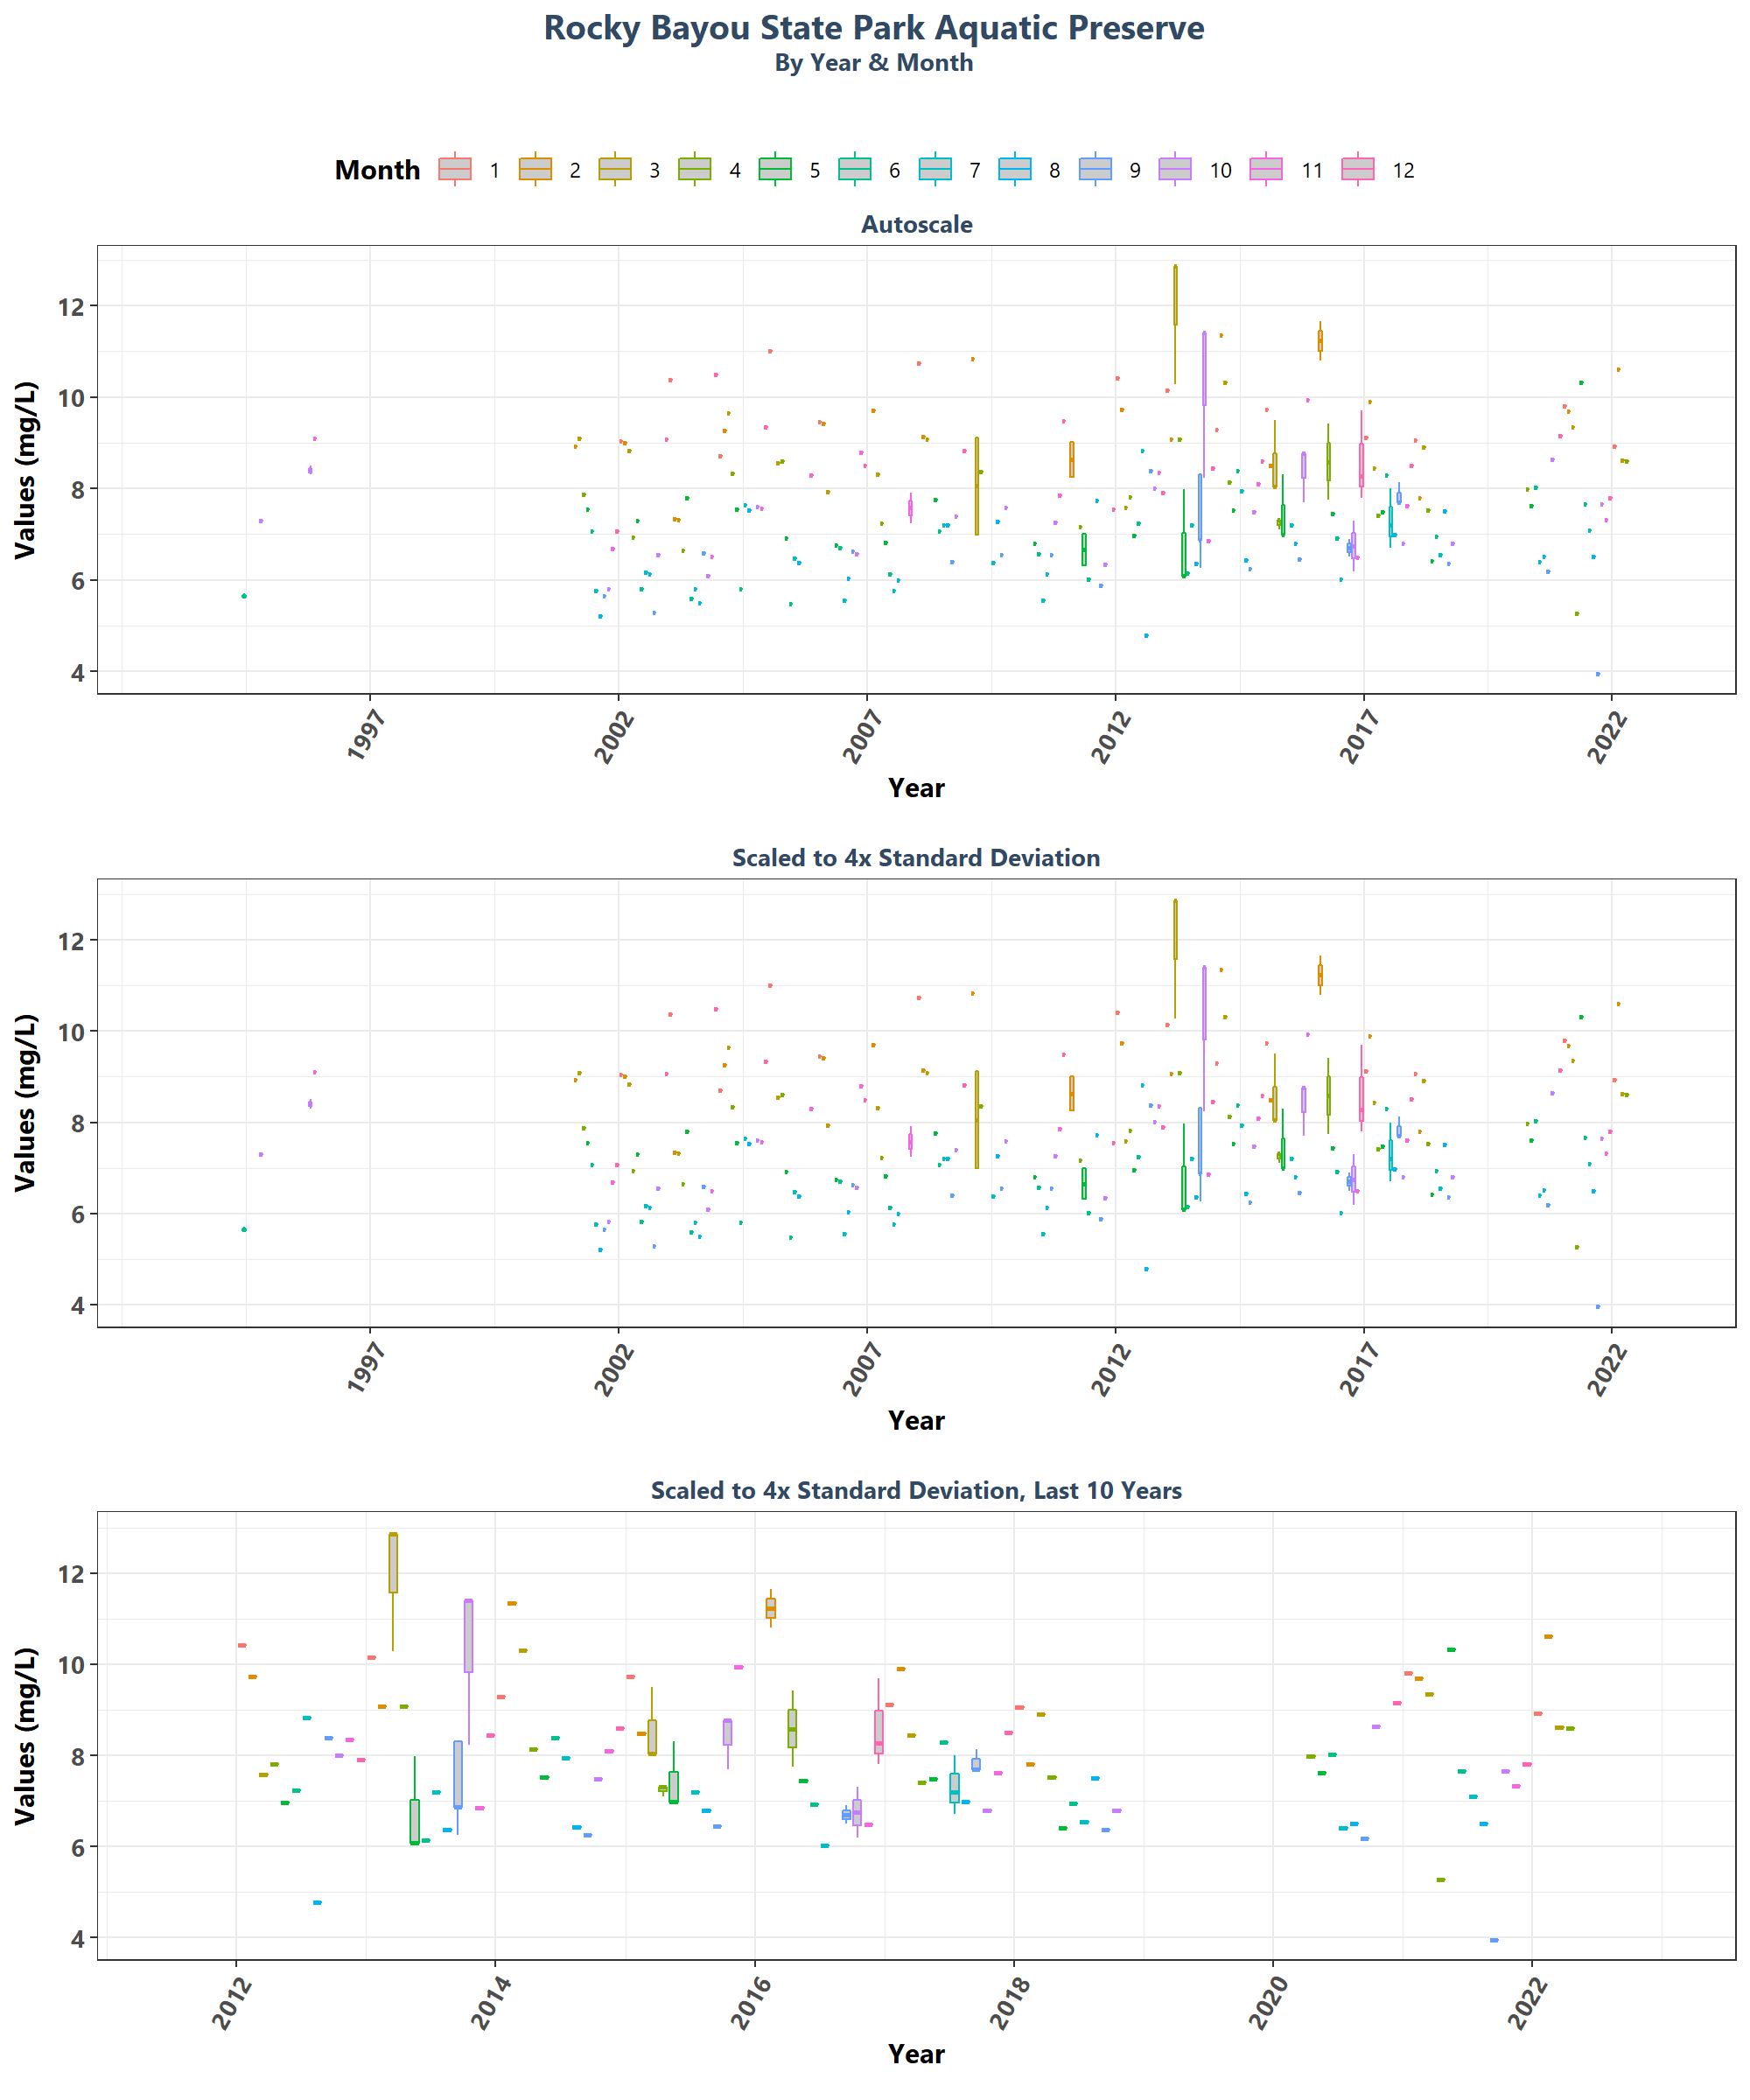 Rocky Bayou State Park Aquatic Preserve
By Year & Month
Month 1 2 3 4 5 6 7 8 9 10 11 12
Autoscale
Values (mg/L)
12
10
8
6
4
1997 2002 2007 2012 2017 2022
Year
Scaled to 4x Standard Deviation
Values (mg/L)
12
10
8
6
4
1997 2002 2007 2012 2017 2022
Year
Scaled to 4x Standard Deviation, Last 10 Years
Values (mg/L)
12
10
8
6
4
2012 2014 2016 2018 2020 2022
Year